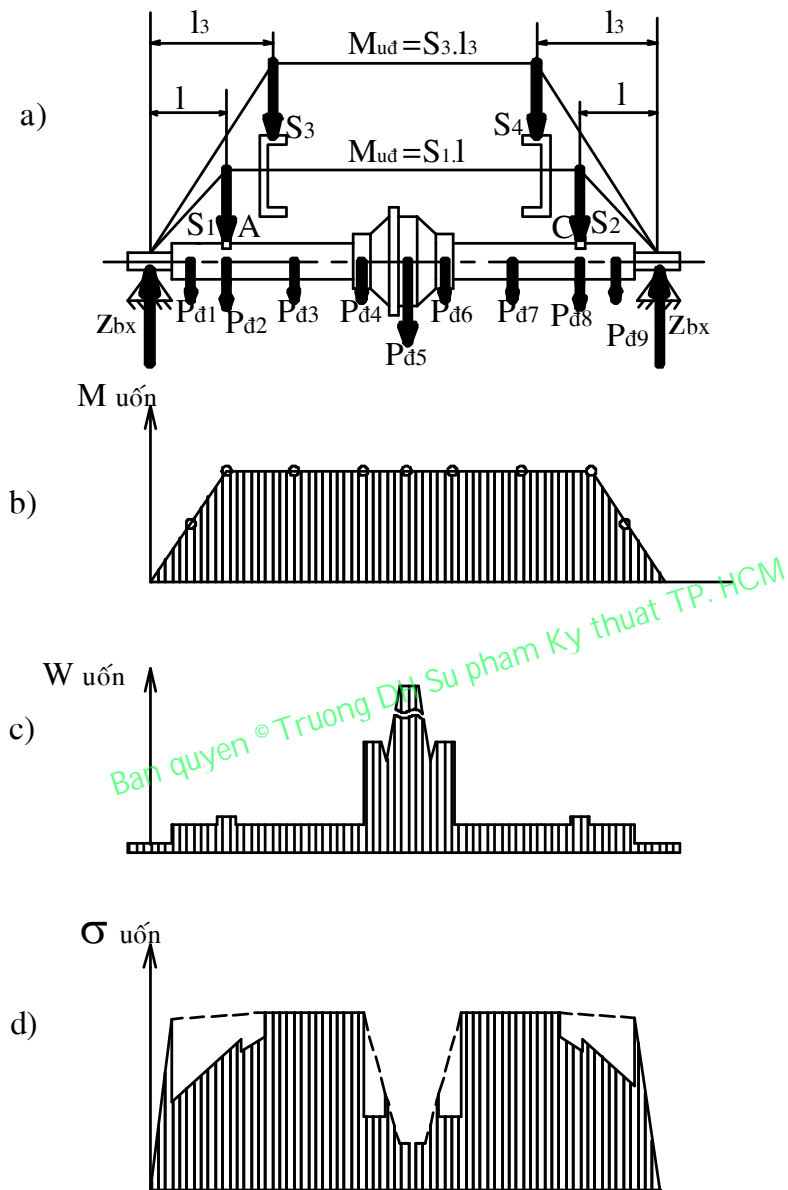 l3 l3
Muđ=S3.l3
a) l l
S3 S4
Muđ=S1.l
S1 A C S2
Zbx Pđ1 Pđ2 Pđ3 Pđ4 Pđ5 Pđ6 Pđ7 Pđ8 Pđ9 Zbx
M uốn
b)
W uốn
c)
Ban quyen © Truong DH Su pham Ky thuat TP. HCM
σ uốn
d)